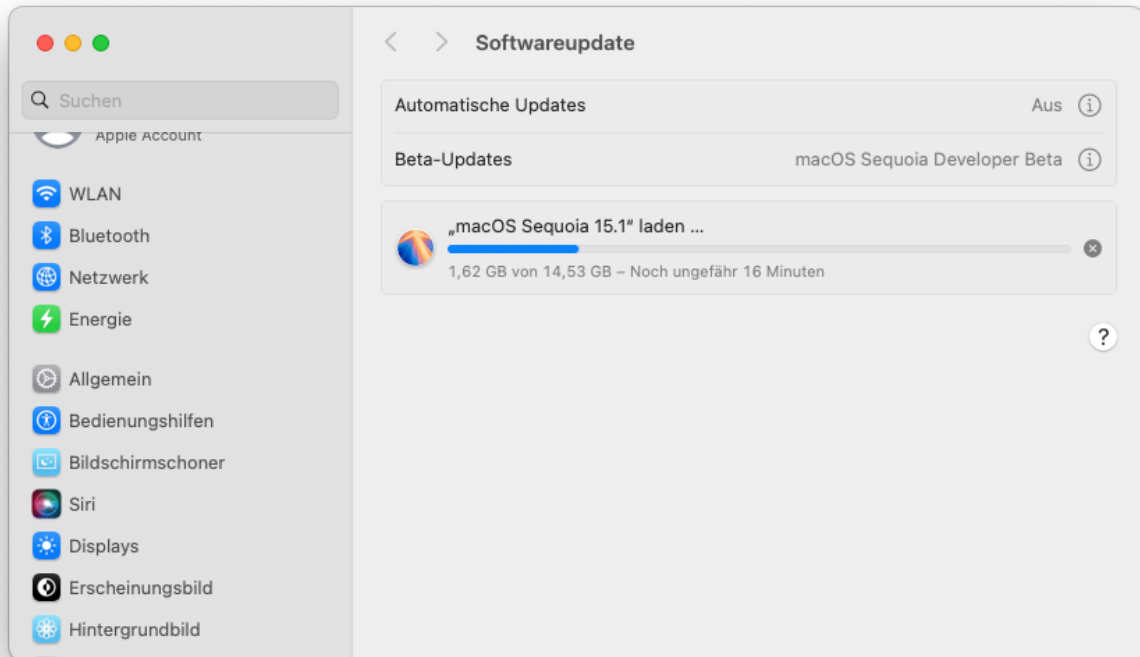 Softwareupdate
Suchen
Apple Account
WLAN
Bluetooth
Netzwerk
Energie
Allgemein
Bedienungshilfen
Bildschirmschoner
Siri
Displays
Erscheinungsbild
Hintergrundbild
Automatische Updates Aus
Beta-Updates macOS Sequoia Developer Beta
„macOS Sequoia 15.1“ laden ...
1,62 GB von 14,53 GB – Noch ungefähr 16 Minuten
?